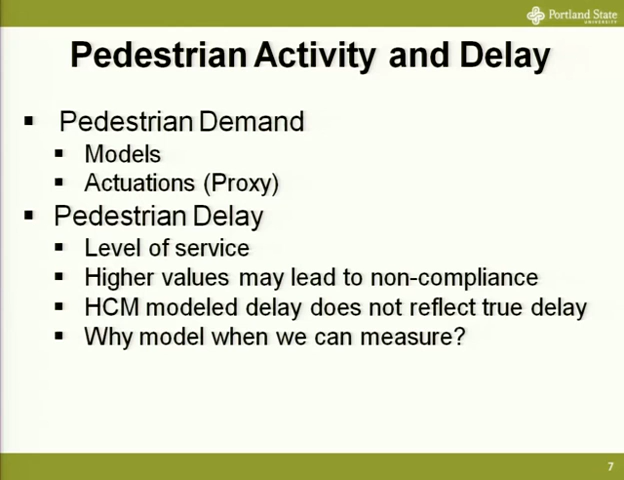 Portland State
UNIVERSITY
Pedestrian Activity and Delay
▪ Pedestrian Demand
▪ Models
▪ Actuations (Proxy)
▪ Pedestrian Delay
▪ Level of service
▪ Higher values may lead to non-compliance
▪ HCM modeled delay does not reflect true delay
▪ Why model when we can measure?
7